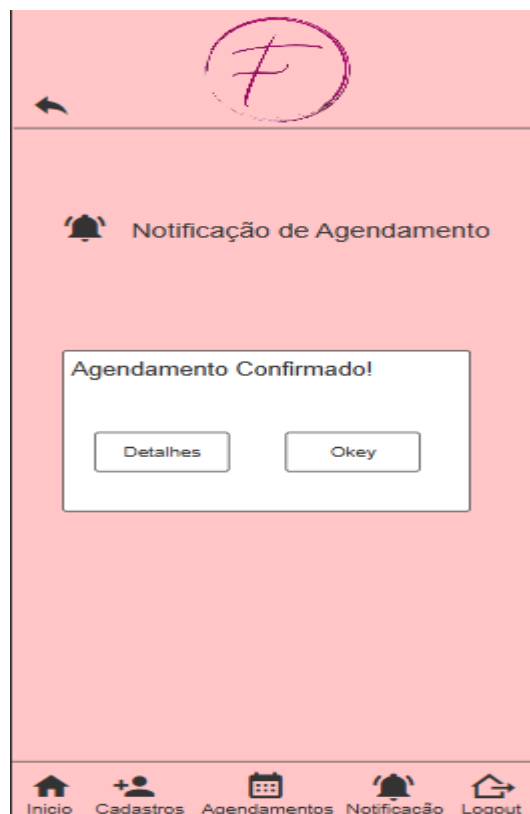 F
Notificação de Agendamento
Agendamento Confirmado!
Detalhes Okey
Inicio Cadastros Agendamentos Notificação Logout